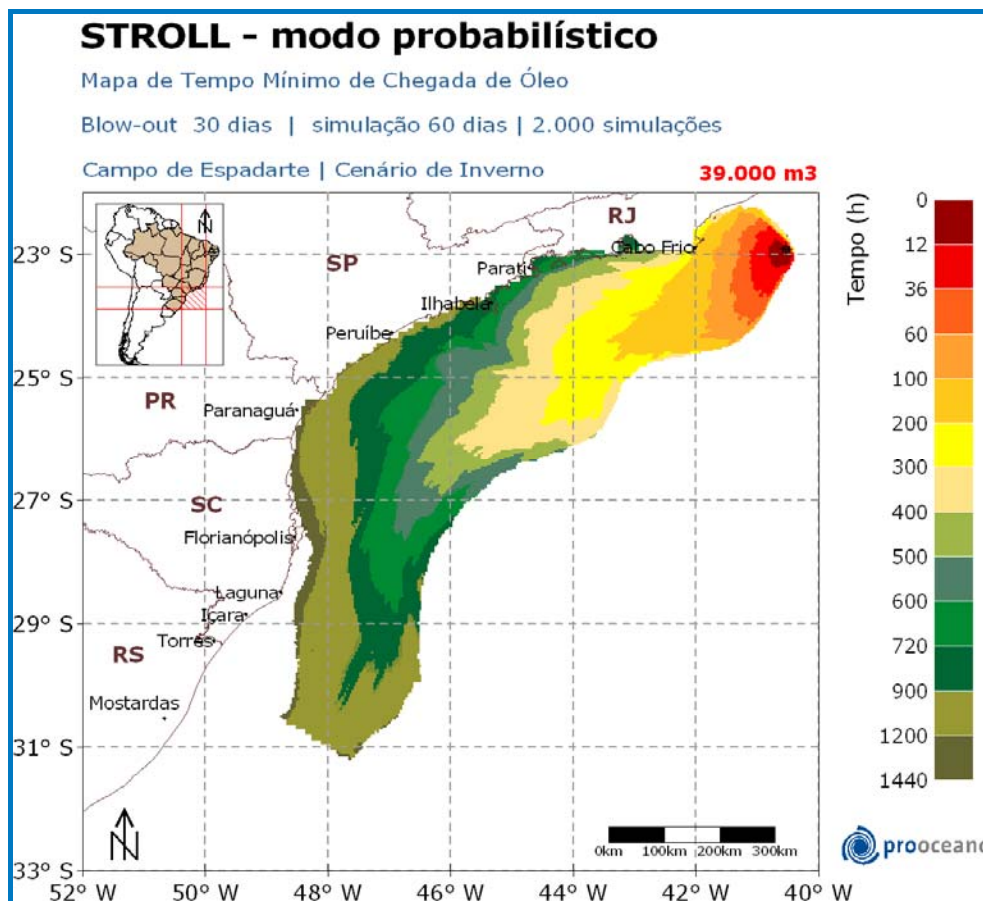 STROLL - modo probabilístico
Mapa de Tempo Mínimo de Chegada de Óleo
Blow-out 30 dias | simulação 60 dias | 2.000 simulações
Campo de Espadarte | Cenário de Inverno
39.000 m3
N
RJ
Cabo Frio
Parati
SP
Ilhabela
Peruíbe
PR
Paranaguá
SC
Florianópolis
Laguna
Içara
Torres
RS
Mostardas
23° S
25° S
27° S
29° S
31° S
33° S
52 W
50° W
48° W
46° W
44° W
42° W
40° W
N
0km 100km 200km 300km
Tempo (h)
0
12
36
60
100
200
300
400
500
600
720
900
1200
1440
prooceano